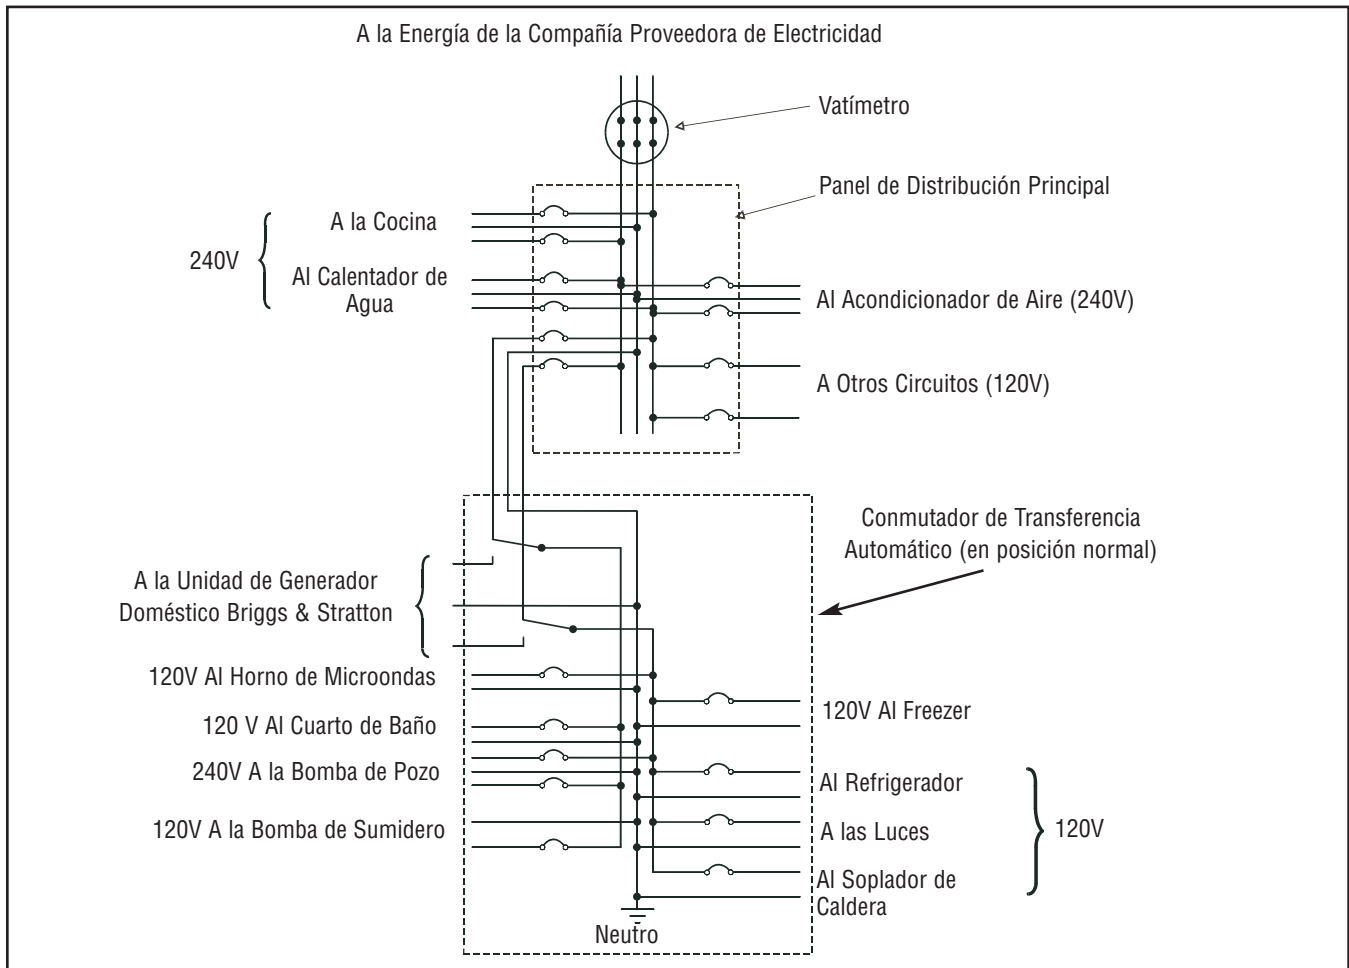 A la Energía de la Compañía Proveedora de Electricidad
Vatímetro
Panel de Distribución Principal
A la Cocina
240V
Al Calentador de
Agua
Al Acondicionador de Aire (240V)
A Otros Circuitos (120V)
Conmutador de Transferencia
Automático (en posición normal)
A la Unidad de Generador
Doméstico Briggs & Stratton
120V Al Horno de Microondas
120 V Al Cuarto de Baño
240V A la Bomba de Pozo
120V A la Bomba de Sumidero
120V Al Freezer
Al Refrigerador
A las Luces
120V
Al Soplador de
Caldera
Neutro